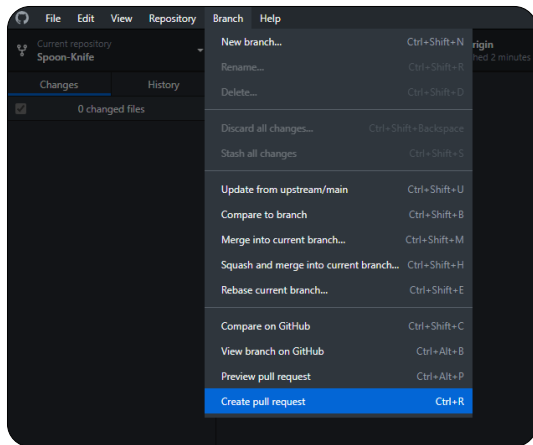 File Edit View Repository Branch Help
Current repository
Spoon-Knife
rigin
hed 2 minutes
Changes History
0 changed files
New branch... Ctrl+Shift+N
Rename... Ctrl+Shift+R
Delete... Ctrl+Shift+D
Discard all changes... Ctrl+Shift+Backspace
Stash all changes Ctrl+Shift+S
Update from upstream/main Ctrl+Shift+U
Compare to branch Ctrl+Shift+B
Merge into current branch... Ctrl+Shift+M
Squash and merge into current branch... Ctrl+Shift+H
Rebase current branch... Ctrl+Shift+E
Compare on GitHub Ctrl+Shift+C
View branch on GitHub Ctrl+Alt+B
Preview pull request Ctrl+Alt+P
Create pull request Ctrl+R